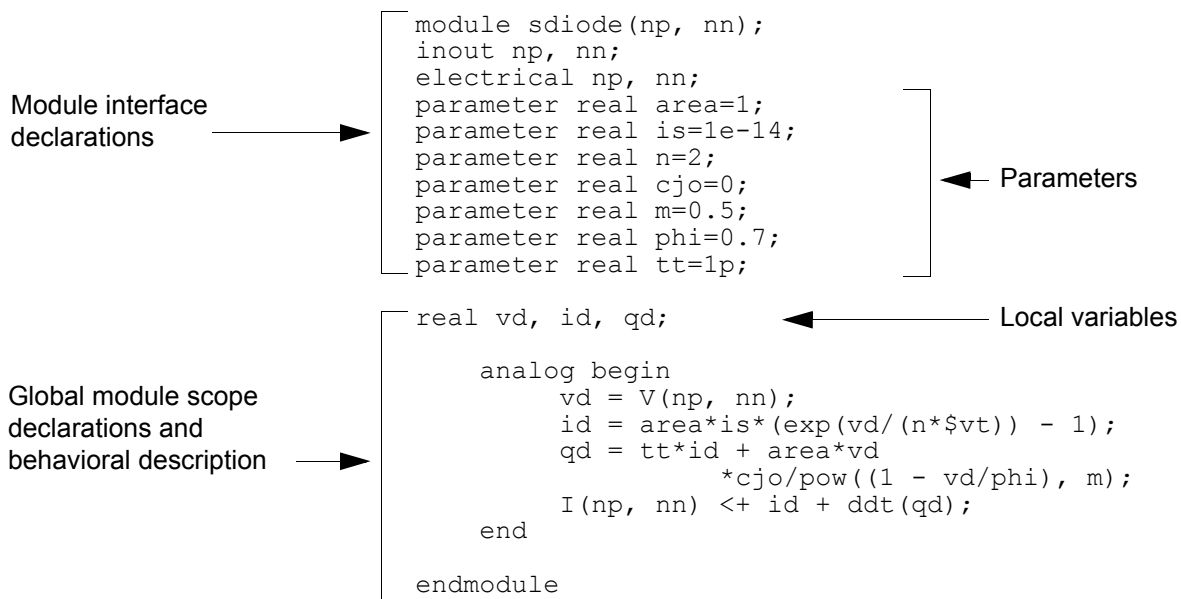 module sdiode(np, nn);
inout np, nn;
electrical np, nn;
Module interface
declarations
parameter real area=1;
parameter real is=1e-14;
parameter real n=2;
parameter real cjo=0;
parameter real m=0.5;
parameter real phi=0.7;
parameter real tt=1p;
Parameters
real vd, id, qd;
Local variables
Global module scope
declarations and
behavioral description
analog begin
vd = V(np, nn);
id = area*is*(exp(vd/(n*$vt)) - 1);
qd = tt*id + area*vd
*cjo/pow((1 - vd/phi), m);
I(np, nn) <+ id + ddt(qd);
end
endmodule